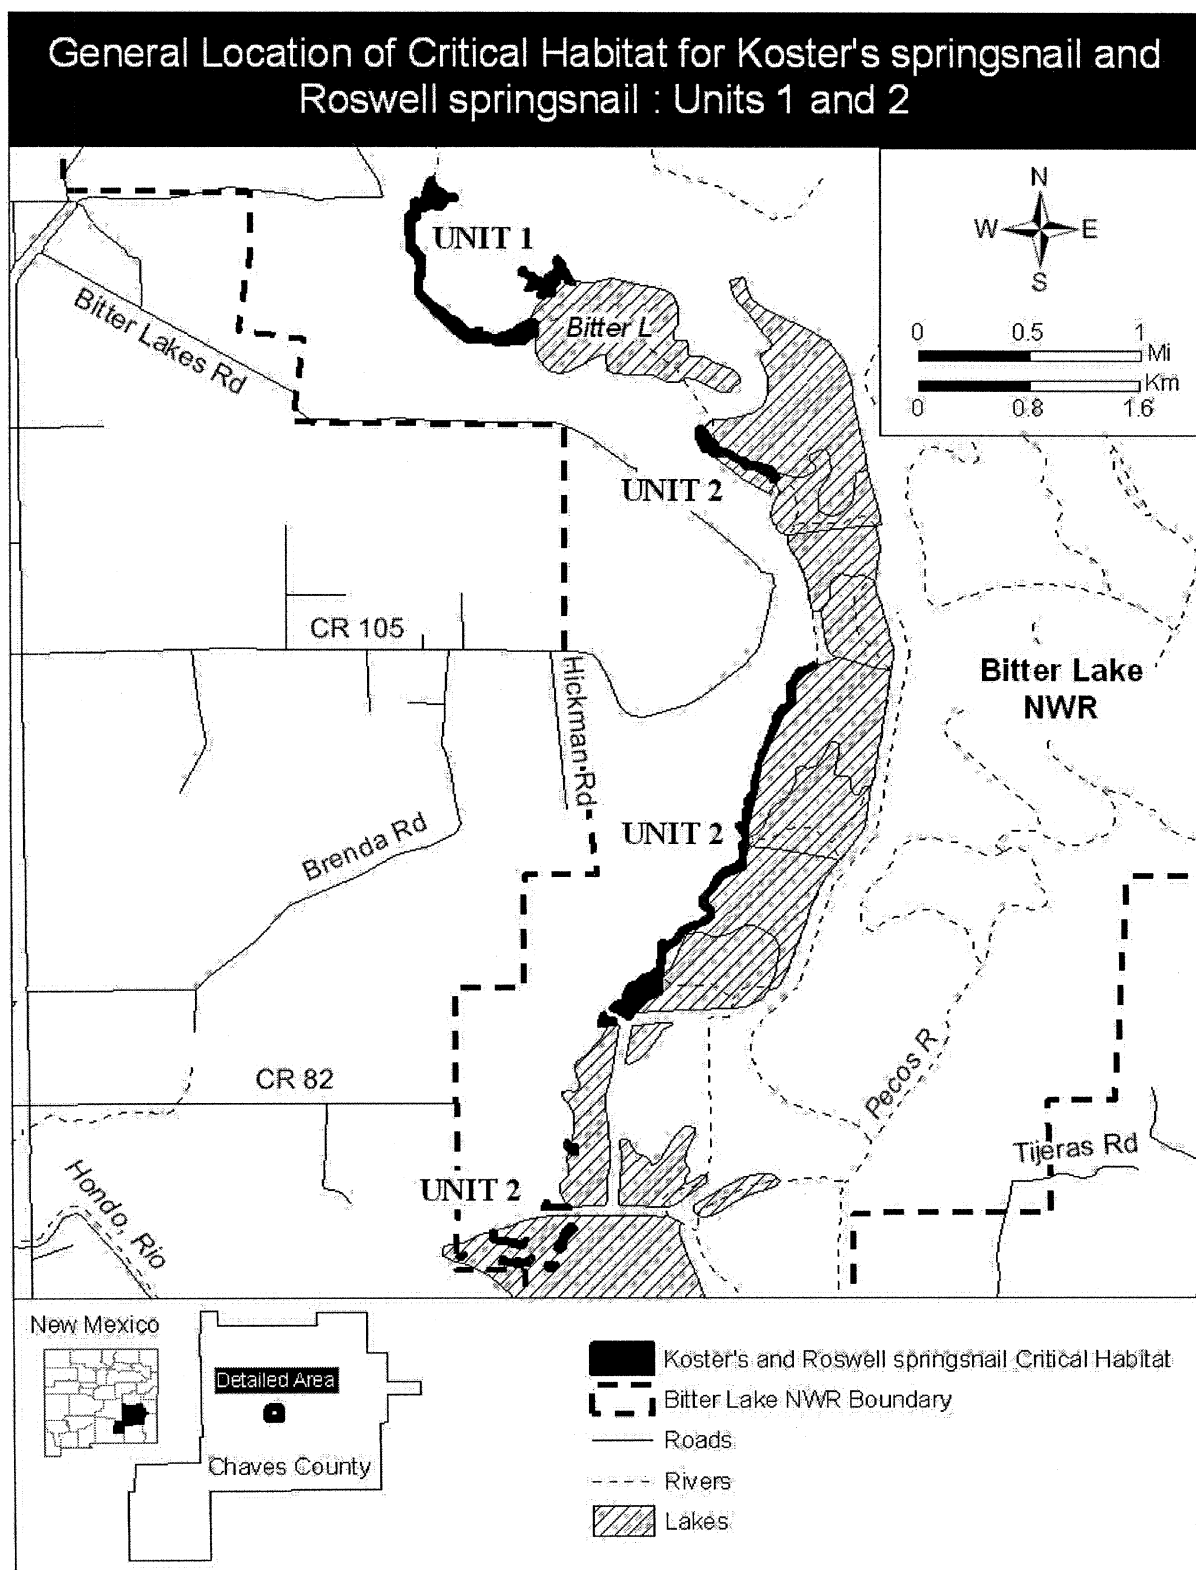 General Location of Critical Habitat for Koster's springsnail and
Roswell springsnail : Units 1 and 2
N
W E
S
0 0.5 1
Mi
Km
0 0.8 1.6
UNIT 1
Bitter L
Bitter Lakes Rd
UNIT 2
CR 105
Hickman Rd
Bitter Lake
NWR
UNIT 2
Brenda Rd
Pecos R
CR 82
Tijeras Rd
UNIT 2
Hondo, Rio
New Mexico
Detailed Area
Chaves County
Koster's and Roswell springsnail Critical Habitat
Bitter Lake NWR Boundary
Roads
Rivers
Lakes